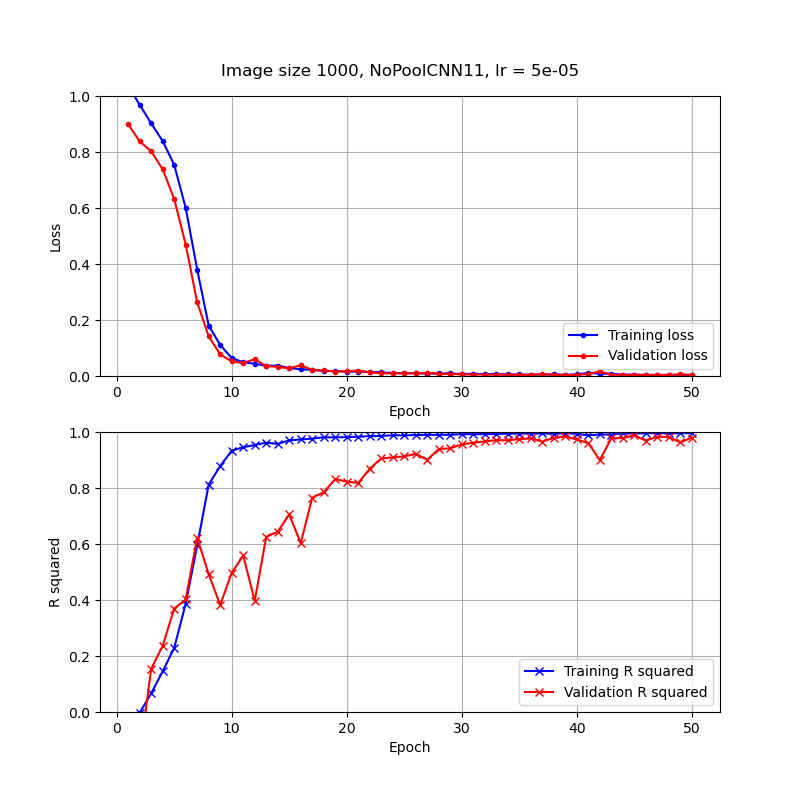 Image size 1000, NoPoolCNN11, lr = 5e-05
1.0
0.8
0.6
0.4
0.2
0.0
Loss
Training loss
Validation loss
0 10 20 30 40 50
Epoch
1.0
0.8
0.6
0.4
0.2
0.0
R squared
Training R squared
Validation R squared
0 10 20 30 40 50
Epoch